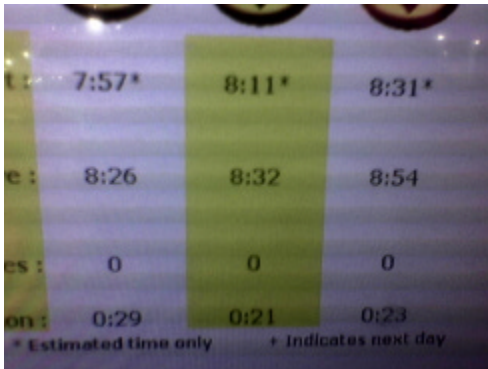 t : 7:57* 8:11* 8:31*
e : 8:26 8:32 8:54
es : 0 0 0
on : 0:29 0:21 0:23
* Estimated time only + Indicates next day